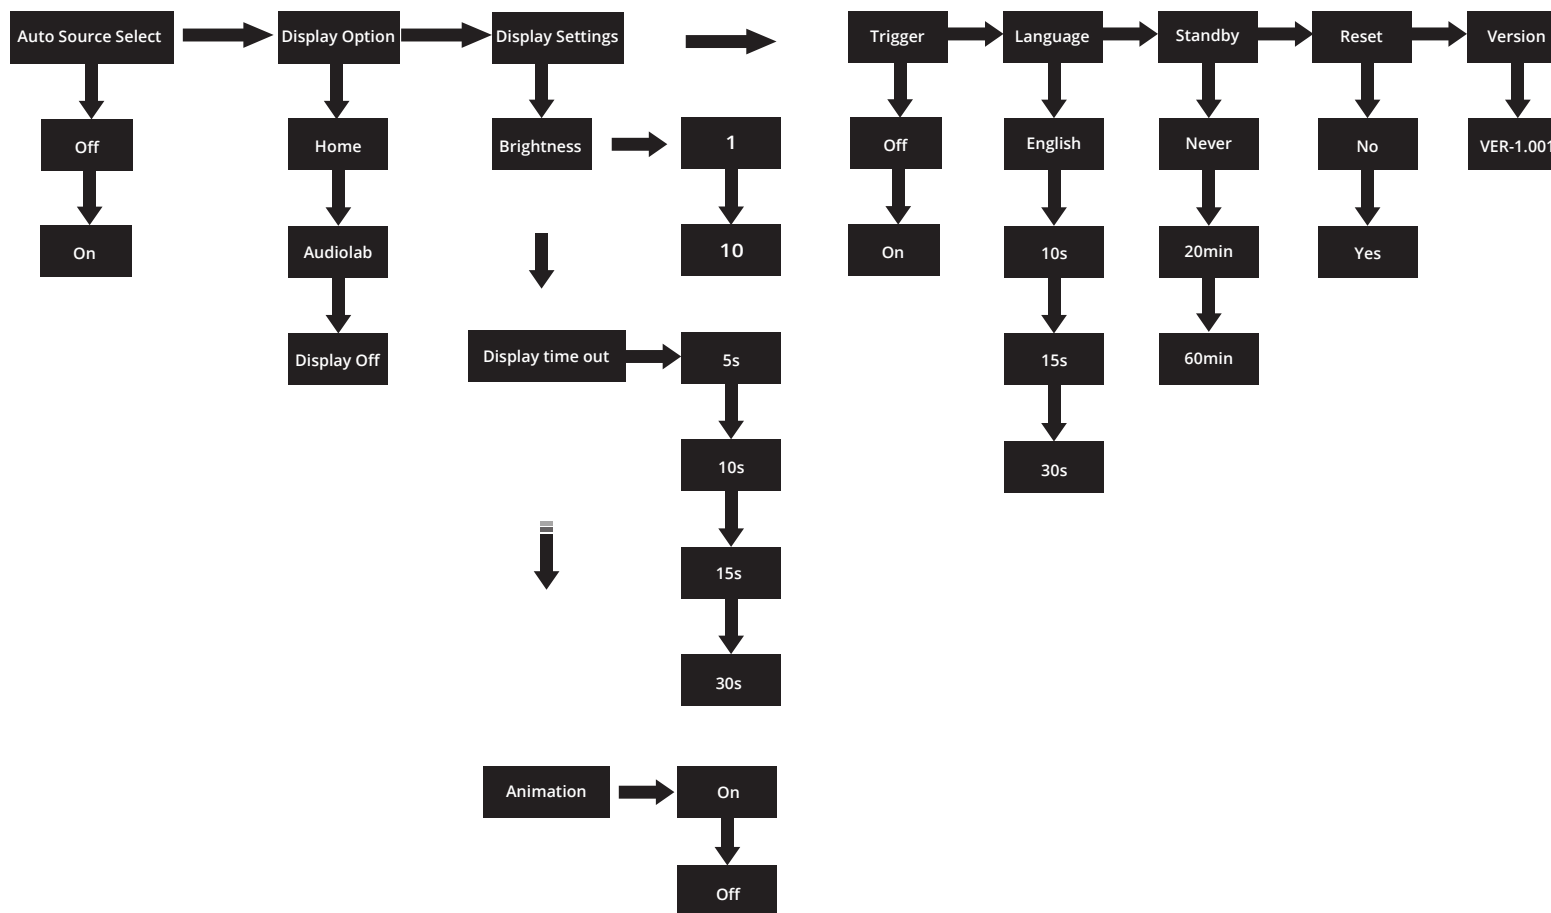 Auto Source Select
Display Option
Display Settings
Trigger
Language
Standby
Reset
Version
Off
Home
Brightness
1
Off
English
Never
No
VER-1.001
On
Audiolab
10
On
10s
20min
Yes
Display Off
Display time out
5s
15s
60min
10s
30s
15s
30s
Animation
On
Off